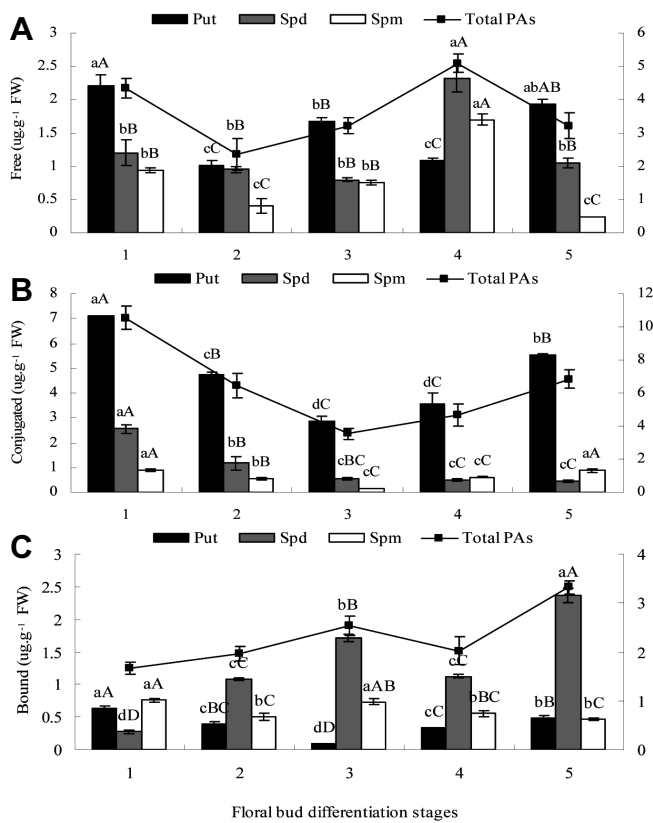 A
Put Spd Spm Total PAs
Free (ug.g-1 FW)
3
2.5
2
1.5
1
0.5
0
6
5
4
3
2
1
0
aA bB bB
cC bB cC
bB bB bB
cC aA aA
abAB bB cC
1 2 3 4 5
B
Put Spd Spm Total PAs
Conjugated (ug.g-1 FW)
8
7
6
5
4
3
2
1
0
12
10
8
6
4
2
0
aA aA aA
cB bB bB
dC cBC cC
dC cC cC
bB cC aA
1 2 3 4 5
C
Put Spd Spm Total PAs
Bound (ug.g-1 FW)
3
2.5
2
1.5
1
0.5
0
4
3
2
1
0
aA dD aA
cBC cC bC
dD bB aAB
cC cC bBC
bB aA bC
1 2 3 4 5
Floral bud differentiation stages